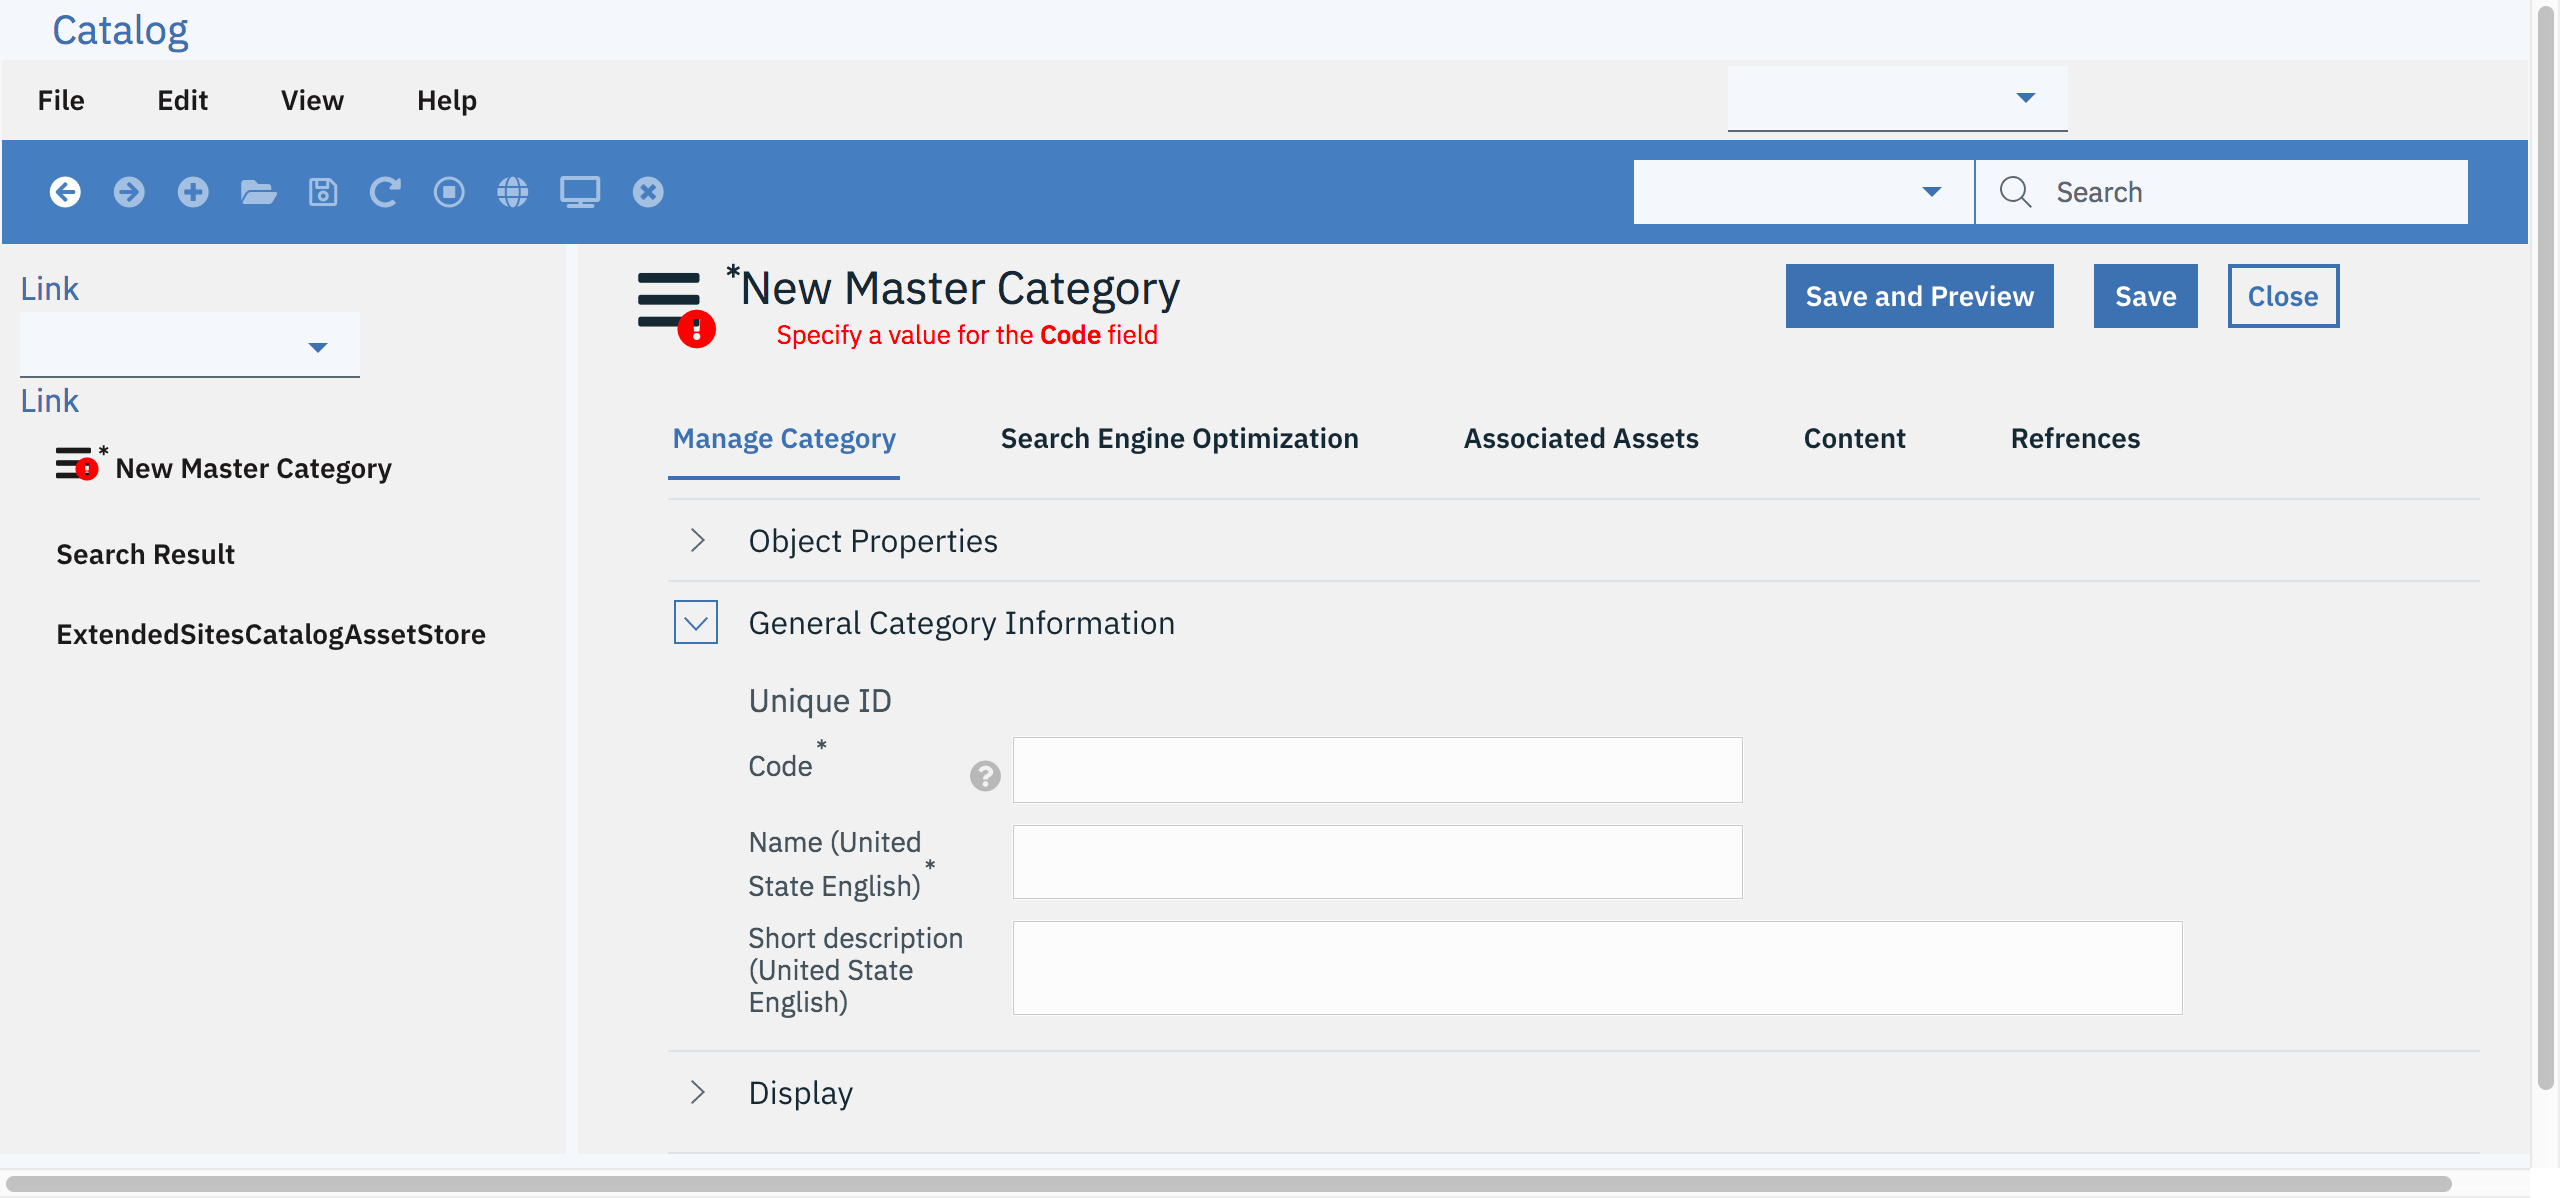 Catalog
File Edit View Help
Search
Link
Link
* New Master Category
Search Result
ExtendedSitesCatalogAssetStore
*New Master Category
Specify a value for the Code field
Save and Preview Save Close
Manage Category Search Engine Optimization Associated Assets Content Refrences
Object Properties
General Category Information
Unique ID
Code *
Name (United
State English) *
Short description
(United State
English)
Display